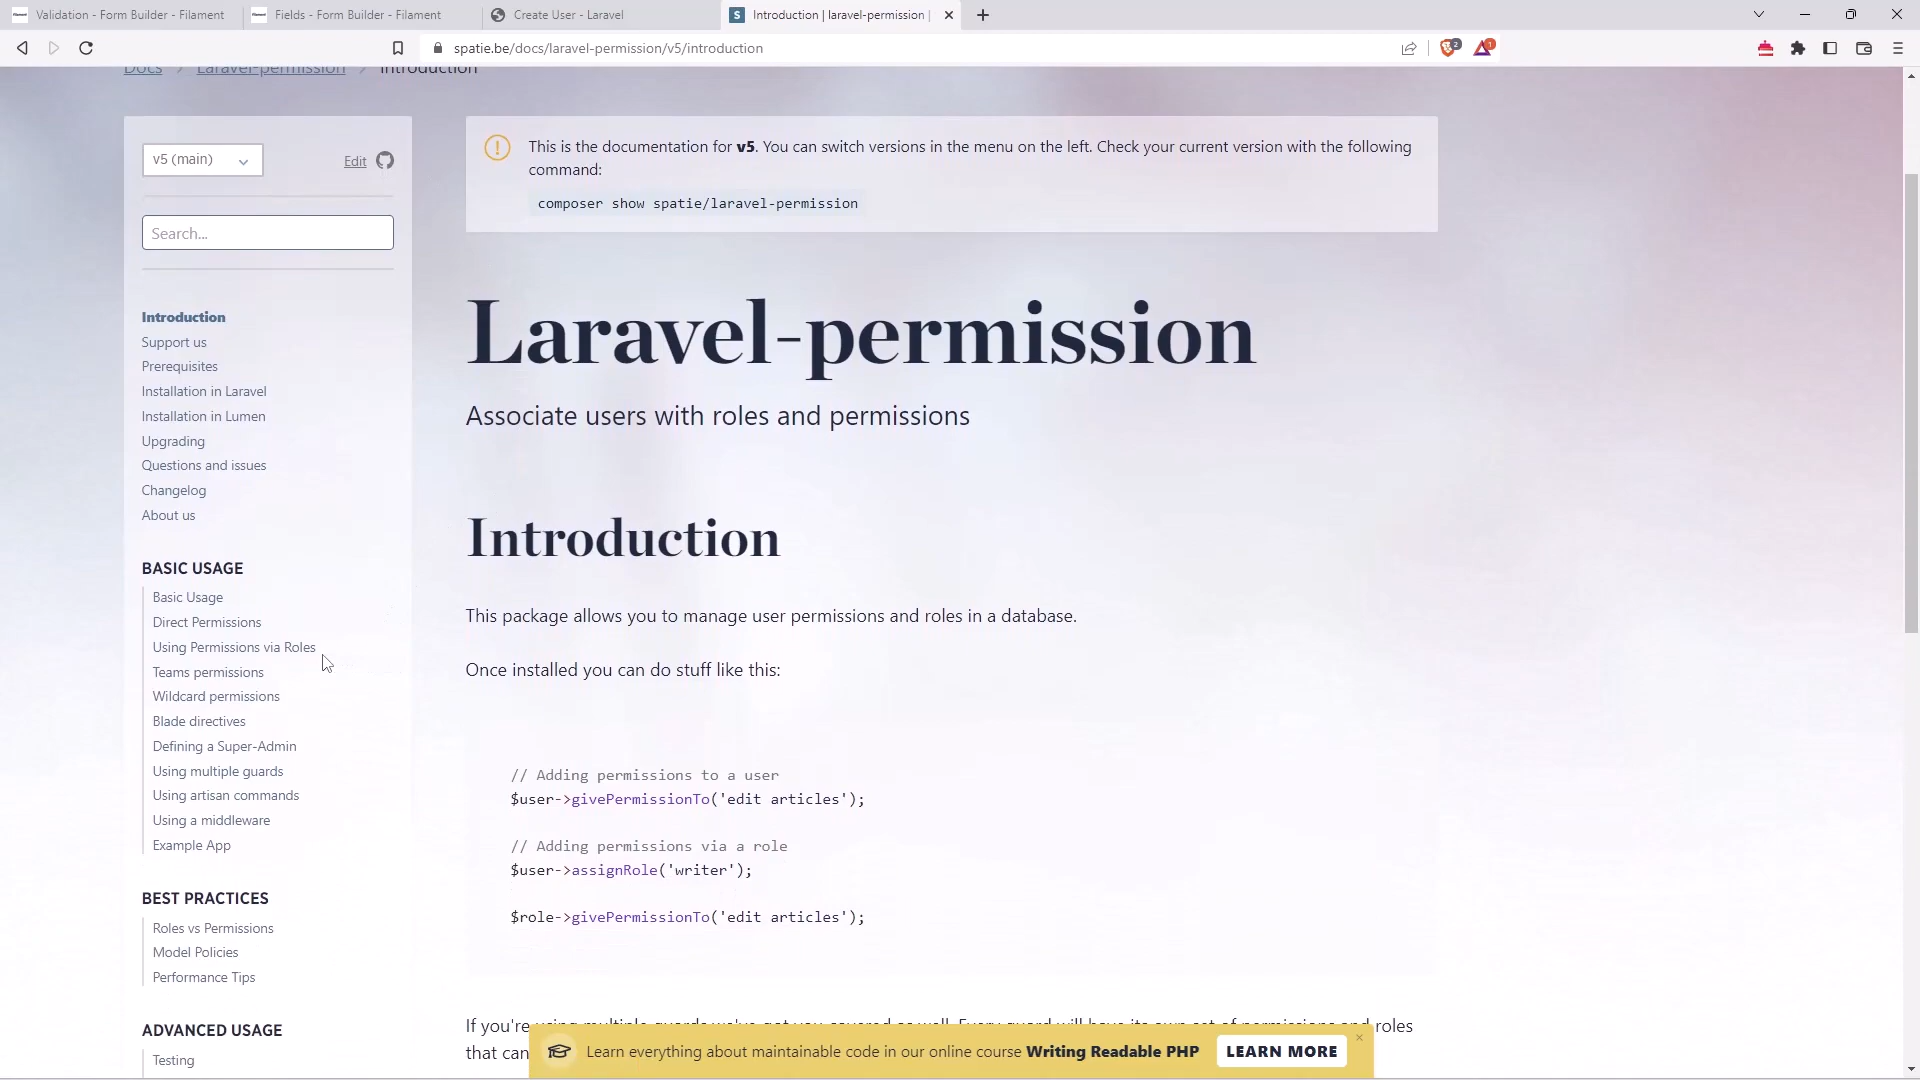 Validation - Form Builder - Filament
Fields - Form Builder - Filament
Create User - Laravel
Introduction | laravel-permission |
spatie.be/docs/laravel-permission/v5/introduction
2
1
Docs
Laravel-permission
Introduction
v5 (main)
Edit
Search...
Introduction
Support us
Prerequisites
Installation in Laravel
Installation in Lumen
Upgrading
Questions and issues
Changelog
About us
BASIC USAGE
Basic Usage
Direct Permissions
Using Permissions via Roles
Teams permissions
Wildcard permissions
Blade directives
Defining a Super-Admin
Using multiple guards
Using artisan commands
Using a middleware
Example App
BEST PRACTICES
Roles vs Permissions
Model Policies
Performance Tips
ADVANCED USAGE
Testing
This is the documentation for v5. You can switch versions in the menu on the left. Check your current version with the following
command:
composer show spatie/laravel-permission
Laravel-permission
Associate users with roles and permissions
Introduction
This package allows you to manage user permissions and roles in a database.
Once installed you can do stuff like this:
// Adding permissions to a user
$user->givePermissionTo('edit articles');
// Adding permissions via a role
$user->assignRole('writer');
$role->givePermissionTo('edit articles');
If you're using multiple guards we've got you covered as well. Every guard will have its own set of permissions and roles
that can
Learn everything about maintainable code in our online course Writing Readable PHP
LEARN MORE